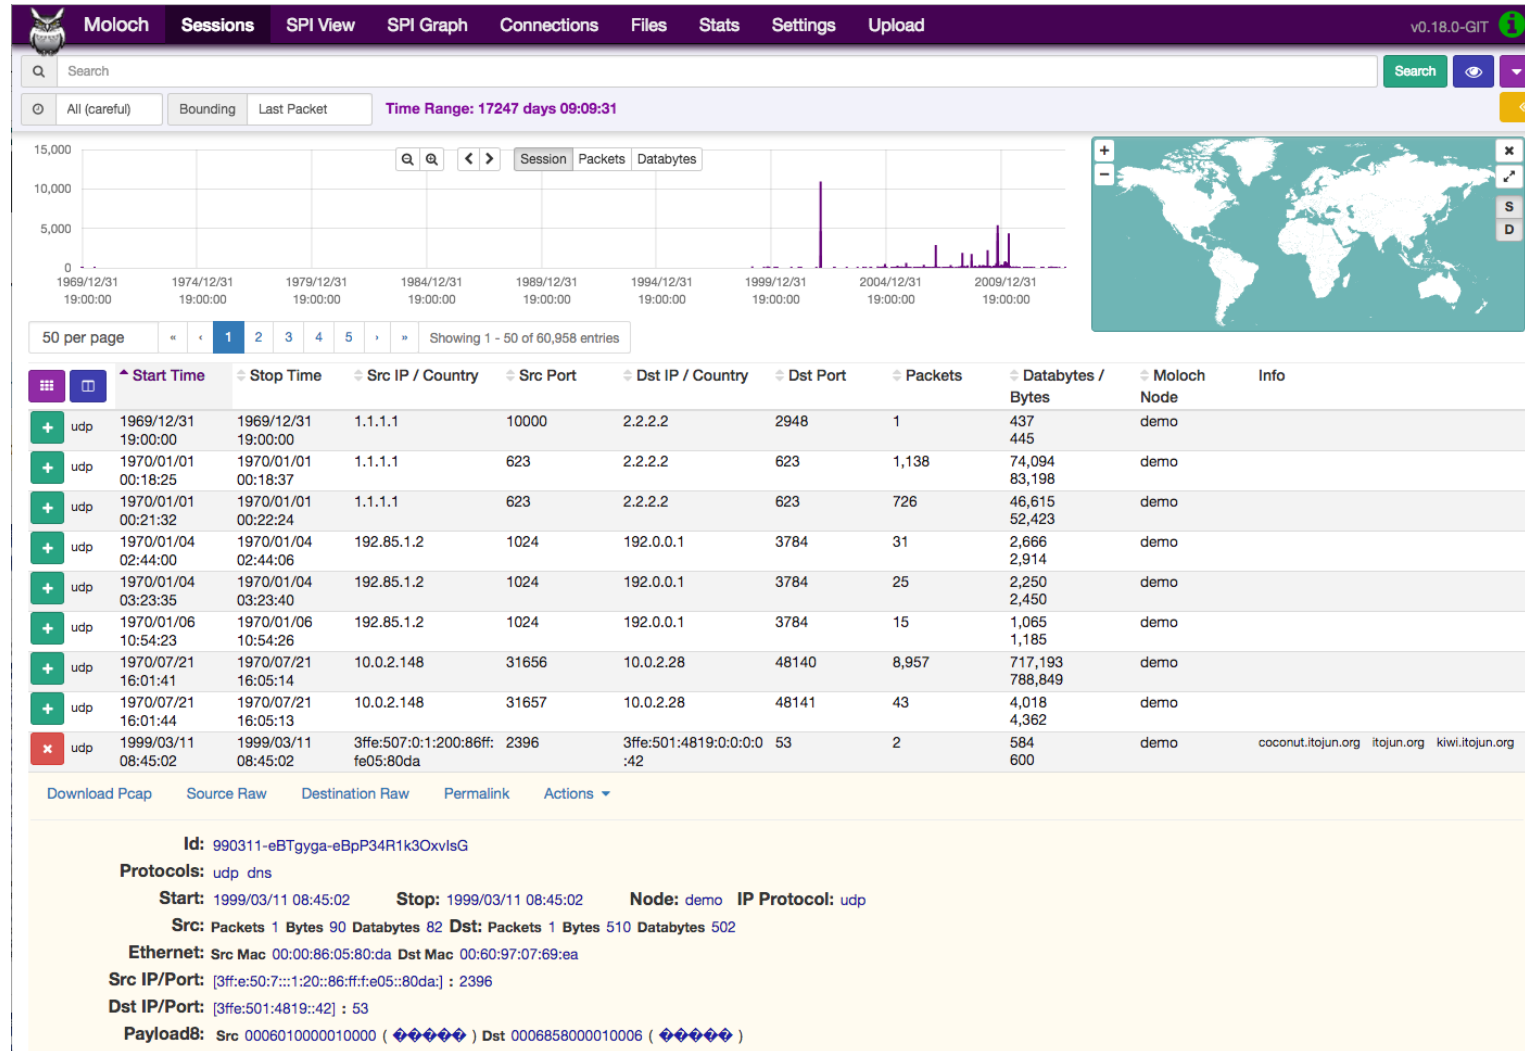 Moloch Sessions SPI View SPI Graph Connections Files Stats Settings Upload v0.18.0-GIT i
Search Search
All (careful) Bounding Last Packet Time Range: 17247 days 09:09:31
15,000
10,000
5,000
0
Session Packets Databytes
1969/12/31 1974/12/31 1979/12/31 1984/12/31 1989/12/31 1994/12/31 1999/12/31 2004/12/31 2009/12/31
19:00:00 19:00:00 19:00:00 19:00:00 19:00:00 19:00:00 19:00:00 19:00:00 19:00:00
+
−
S
D
50 per page « ‹ 1 2 3 4 5 › » Showing 1 - 50 of 60,958 entries
Start Time Stop Time Src IP / Country Src Port Dst IP / Country Dst Port Packets Databytes / Moloch Info
Bytes Node
udp 1969/12/31 1969/12/31 1.1.1.1 10000 2.2.2.2 2948 1 437 demo
19:00:00 19:00:00 445
udp 1970/01/01 1970/01/01 1.1.1.1 623 2.2.2.2 623 1,138 74,094 demo
00:18:25 00:18:37 83,198
udp 1970/01/01 1970/01/01 1.1.1.1 623 2.2.2.2 623 726 46,615 demo
00:21:32 00:22:24 52,423
udp 1970/01/04 1970/01/04 192.85.1.2 1024 192.0.0.1 3784 31 2,666 demo
02:44:00 02:44:06 2,914
udp 1970/01/04 1970/01/04 192.85.1.2 1024 192.0.0.1 3784 25 2,250 demo
03:23:35 03:23:40 2,450
udp 1970/01/06 1970/01/06 192.85.1.2 1024 192.0.0.1 3784 15 1,065 demo
10:54:23 10:54:26 1,185
udp 1970/07/21 1970/07/21 10.0.2.148 31656 10.0.2.28 48140 8,957 717,193 demo
16:01:41 16:05:14 788,849
udp 1970/07/21 1970/07/21 10.0.2.148 31657 10.0.2.28 48141 43 4,018 demo
16:01:44 16:05:13 4,362
udp 1999/03/11 1999/03/11 3ffe:507:0:1:200:86ff: 2396 3ffe:501:4819:0:0:0:0 53 2 584 demo coconut.itojun.org itojun.org kiwi.itojun.org
08:45:02 08:45:02 fe05:80da :42 600
Download Pcap Source Raw Destination Raw Permalink Actions
Id: 990311-eBTgyga-eBpP34R1k3OxvIsG
Protocols: udp dns
Start: 1999/03/11 08:45:02 Stop: 1999/03/11 08:45:02 Node: demo IP Protocol: udp
Src: Packets 1 Bytes 90 Databytes 82 Dst: Packets 1 Bytes 510 Databytes 502
Ethernet: Src Mac 00:00:86:05:80:da Dst Mac 00:60:97:07:69:ea
Src IP/Port: [3ff:e:50:7:::1:20::86:ff:f:e05::80da:] : 2396
Dst IP/Port: [3ffe:501:4819::42] : 53
Payload8: Src 0006010000010000 ( �����  ) Dst 0006858000010006 ( ����� )